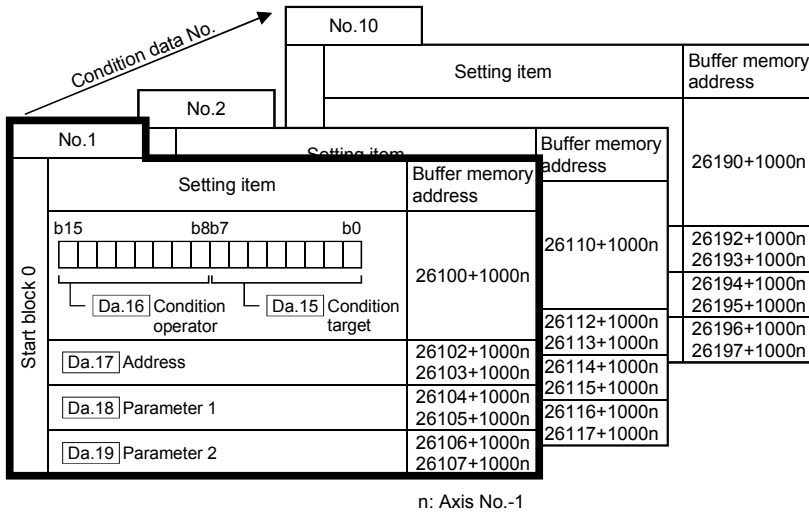 Condition data No.
No.10
Setting item
Buffer memory
address
26190+1000n
26192+1000n
26193+1000n
26194+1000n
26195+1000n
26196+1000n
26197+1000n
No.2
Setting item
Buffer memory
address
26110+1000n
26112+1000n
26113+1000n
26114+1000n
26115+1000n
26116+1000n
26117+1000n
No.1
Start block 0
Setting item
Buffer memory
address
b15 b8b7 b0
Da.16 Condition
operator
Da.15 Condition
target
26100+1000n
Da.17 Address
26102+1000n
26103+1000n
Da.18 Parameter 1
26104+1000n
26105+1000n
Da.19 Parameter 2
26106+1000n
26107+1000n
n: Axis No.-1